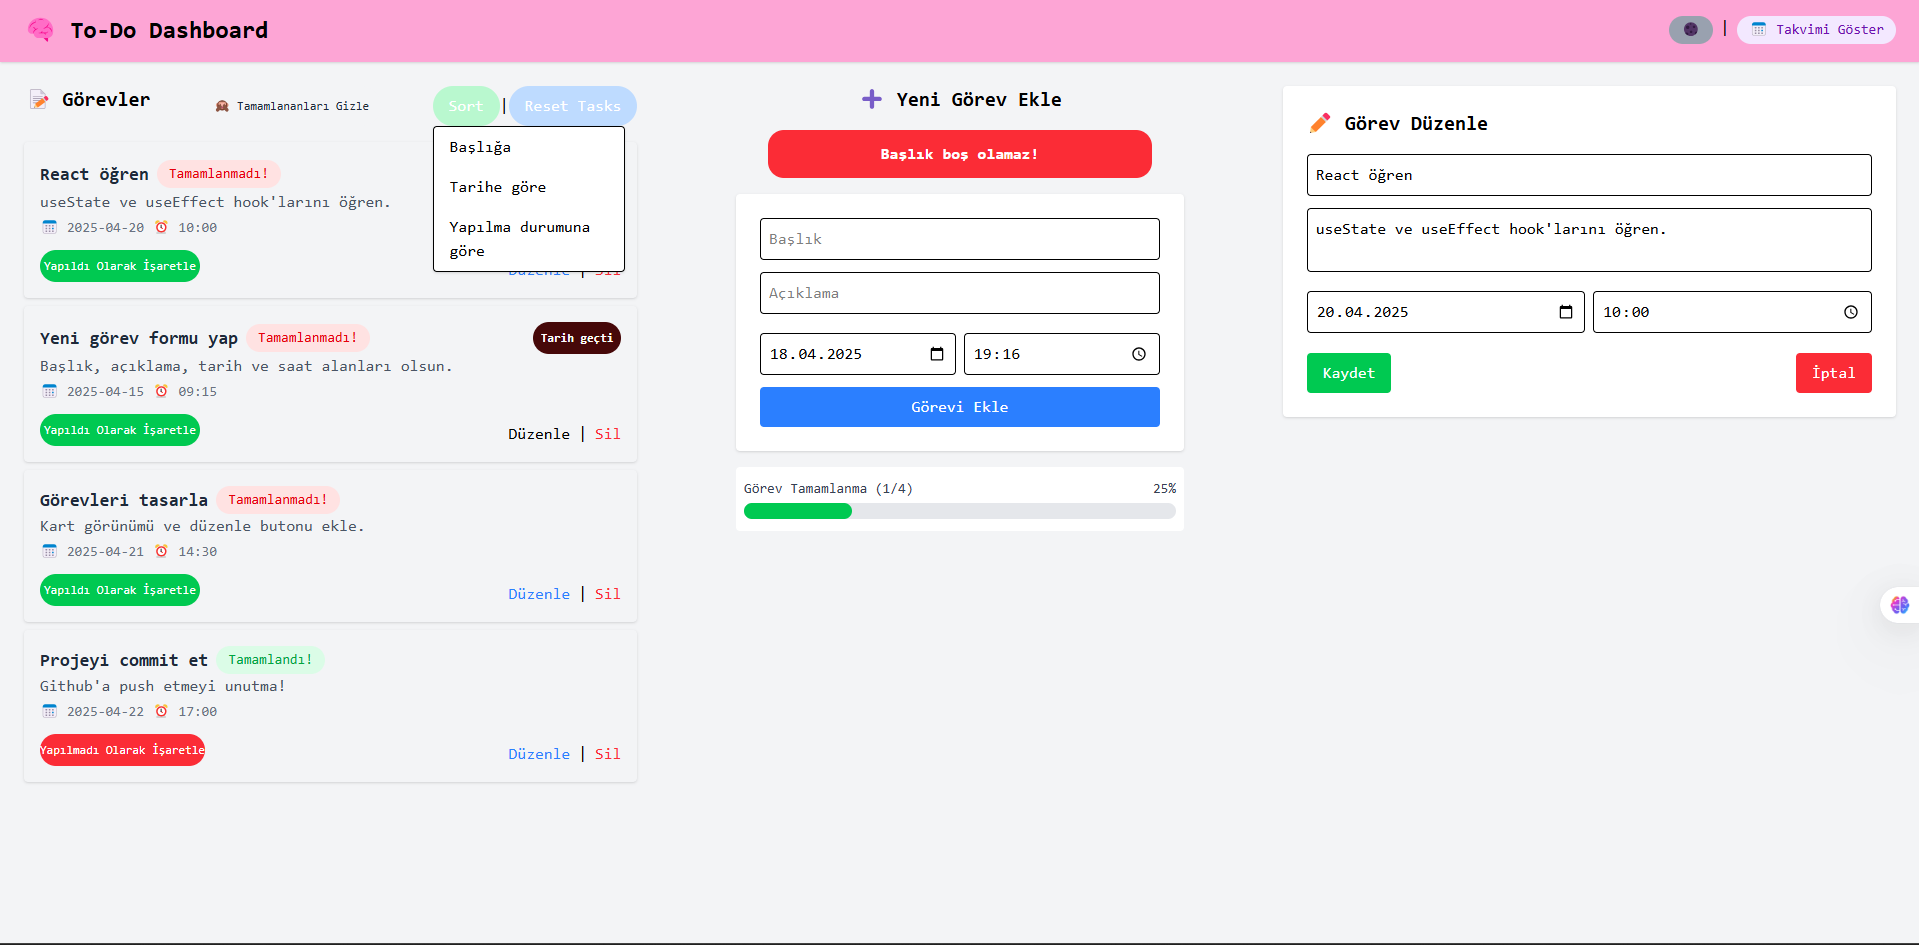 To-Do Dashboard
| Takvimi Göster
Görevler
Tamamlananları Gizle
Sort | Reset Tasks
Başlığa
Tarihe göre
Yapılma durumuna
göre
React öğren Tamamlanmadı!
useState ve useEffect hook'larını öğren.
2025-04-20 10:00
Yapıldı Olarak İşaretle
Düzenle | Sil
Yeni görev formu yap Tamamlanmadı!
Tarih geçti
Başlık, açıklama, tarih ve saat alanları olsun.
2025-04-15 09:15
Yapıldı Olarak İşaretle
Düzenle | Sil
Görevleri tasarla Tamamlanmadı!
Kart görünümü ve düzenle butonu ekle.
2025-04-21 14:30
Yapıldı Olarak İşaretle
Düzenle | Sil
Projeyi commit et Tamamlandı!
Github'a push etmeyi unutma!
2025-04-22 17:00
Yapılmadı Olarak İşaretle
Düzenle | Sil
Yeni Görev Ekle
Başlık boş olamaz!
Başlık
Açıklama
18.04.2025 19:16
Görevi Ekle
Görev Tamamlanma (1/4) 25%
Görev Düzenle
React öğren
useState ve useEffect hook'larını öğren.
20.04.2025 10:00
Kaydet İptal